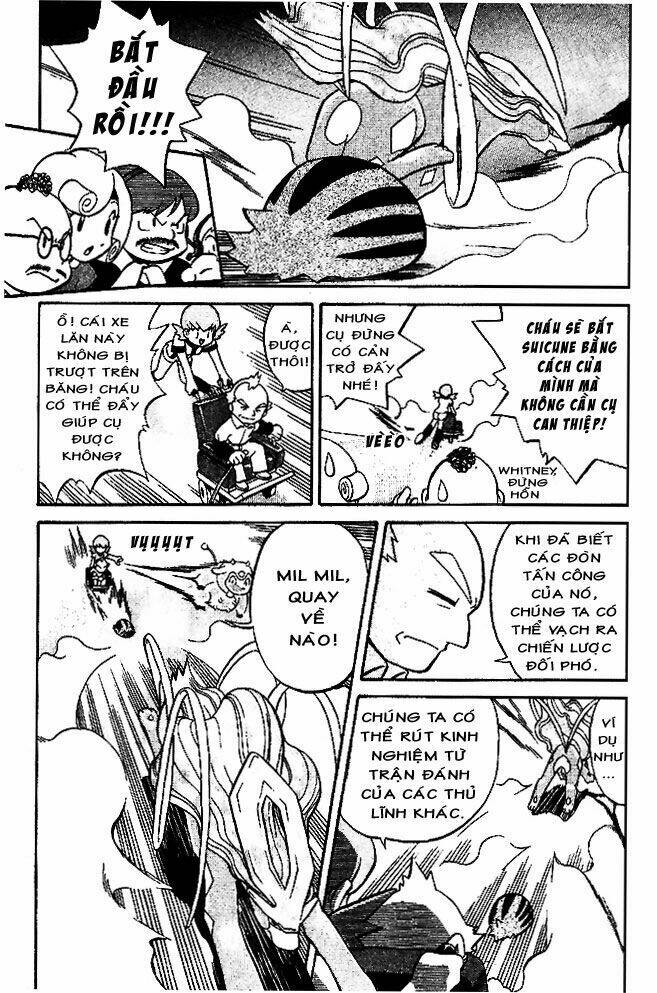 BẮT
ĐẦU
RỒI!!!
Ồ! CÁI XE
LĂN NÀY
KHÔNG BỊ
TRƯỢT TRÊN
BĂNG! CHÁU
CÓ THỂ ĐẨY
GIÚP CỤ
ĐƯỢC
KHÔNG?
À,
ĐƯỢC
THÔI!
NHƯNG
CỤ ĐỪNG
CÓ CẢN
TRỞ ĐẤY
NHÉ!
CHÁU SẼ BẮT
SUICUNE BẰNG
CÁCH CỦA
MÌNH MÀ
KHÔNG CẦN CỤ
CAN THIỆP!
VÈÈO
WHITNEY,
ĐỪNG
HỖN
VỤỤỤỤT
MIL MIL,
QUAY
VỀ
NÀO!
KHI ĐÃ BIẾT
CÁC ĐÒN
TẤN CÔNG
CỦA NÓ,
CHÚNG TA CÓ
THỂ VẠCH RA
CHIẾN LƯỢC
ĐỐI PHÓ.
CHÚNG TA CÓ
THỂ RÚT KINH
NGHIỆM TỪ
TRẬN ĐÁNH
CỦA CÁC THỦ
LĨNH KHÁC.
VÍ
DỤ
NHƯ
...